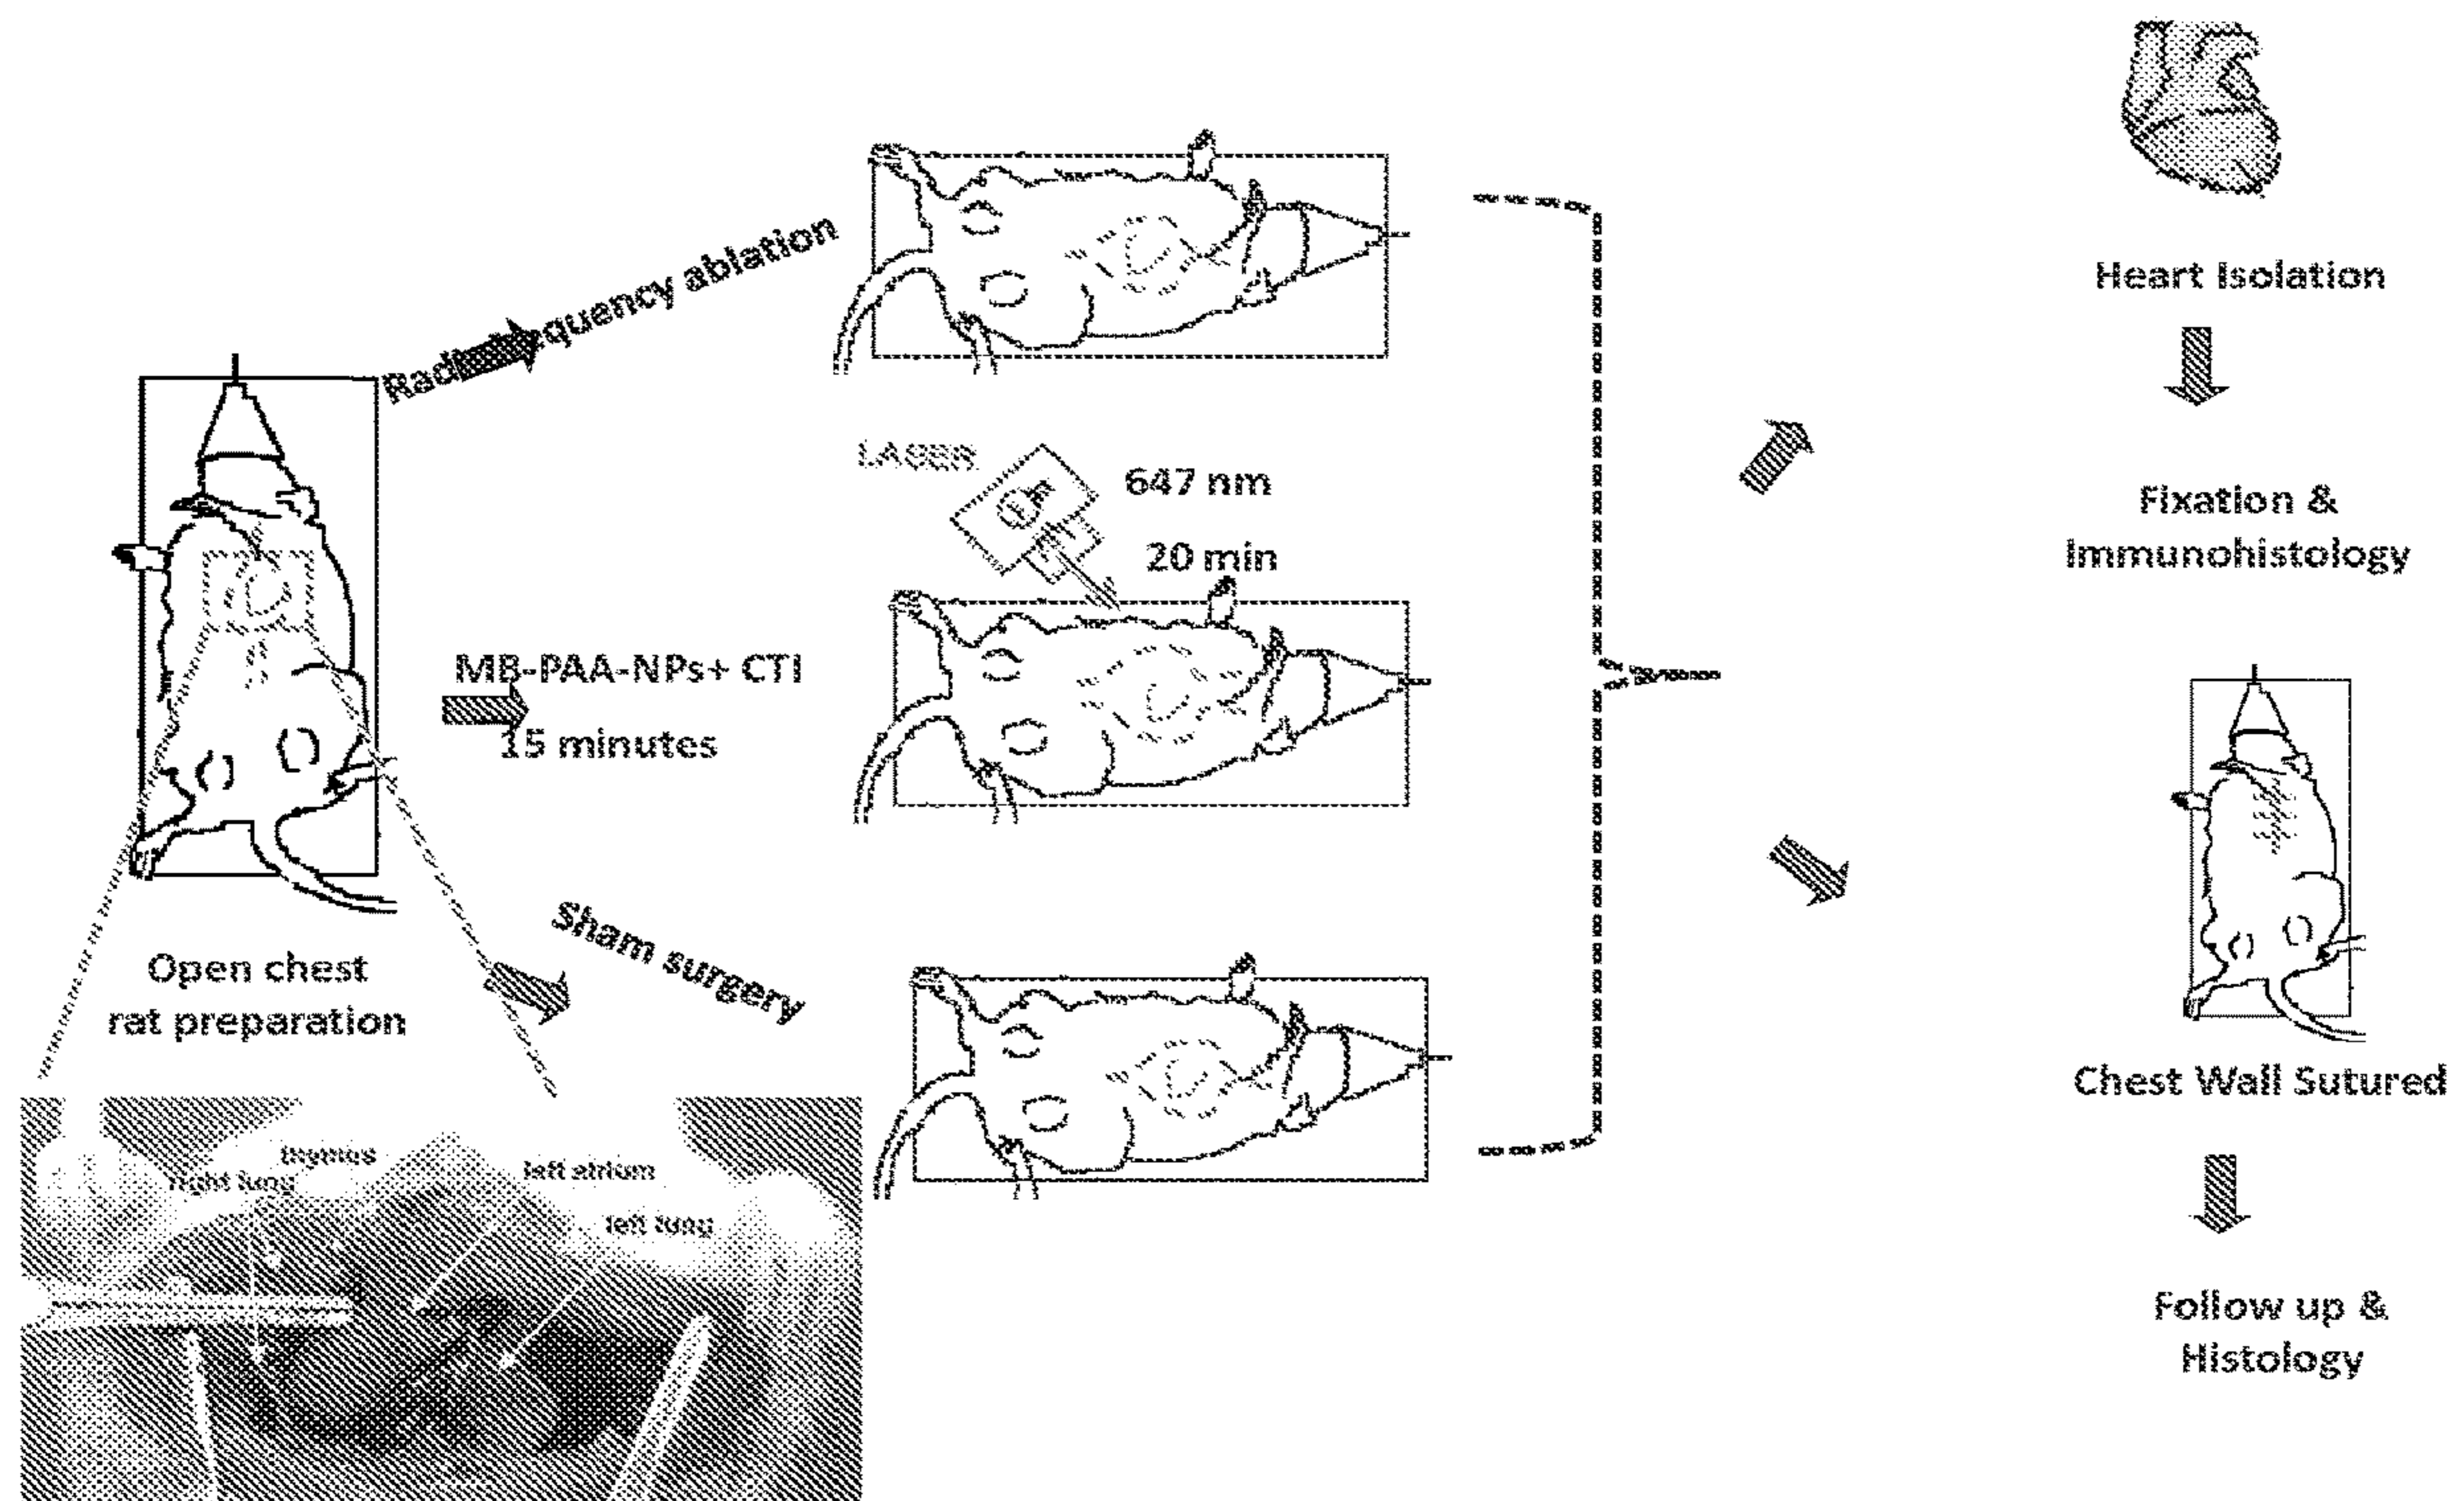 Radiofrequency ablation
LASER
647 nm
20 min
MB-PAA-NPs+ CTI
15 minutes
Sham surgery
Open chest
rat preparation
thymus
right lung
left atrium
left lung
Heart Isolation
Fixation &
Immunohistology
Chest Wall Sutured
Follow up &
Histology